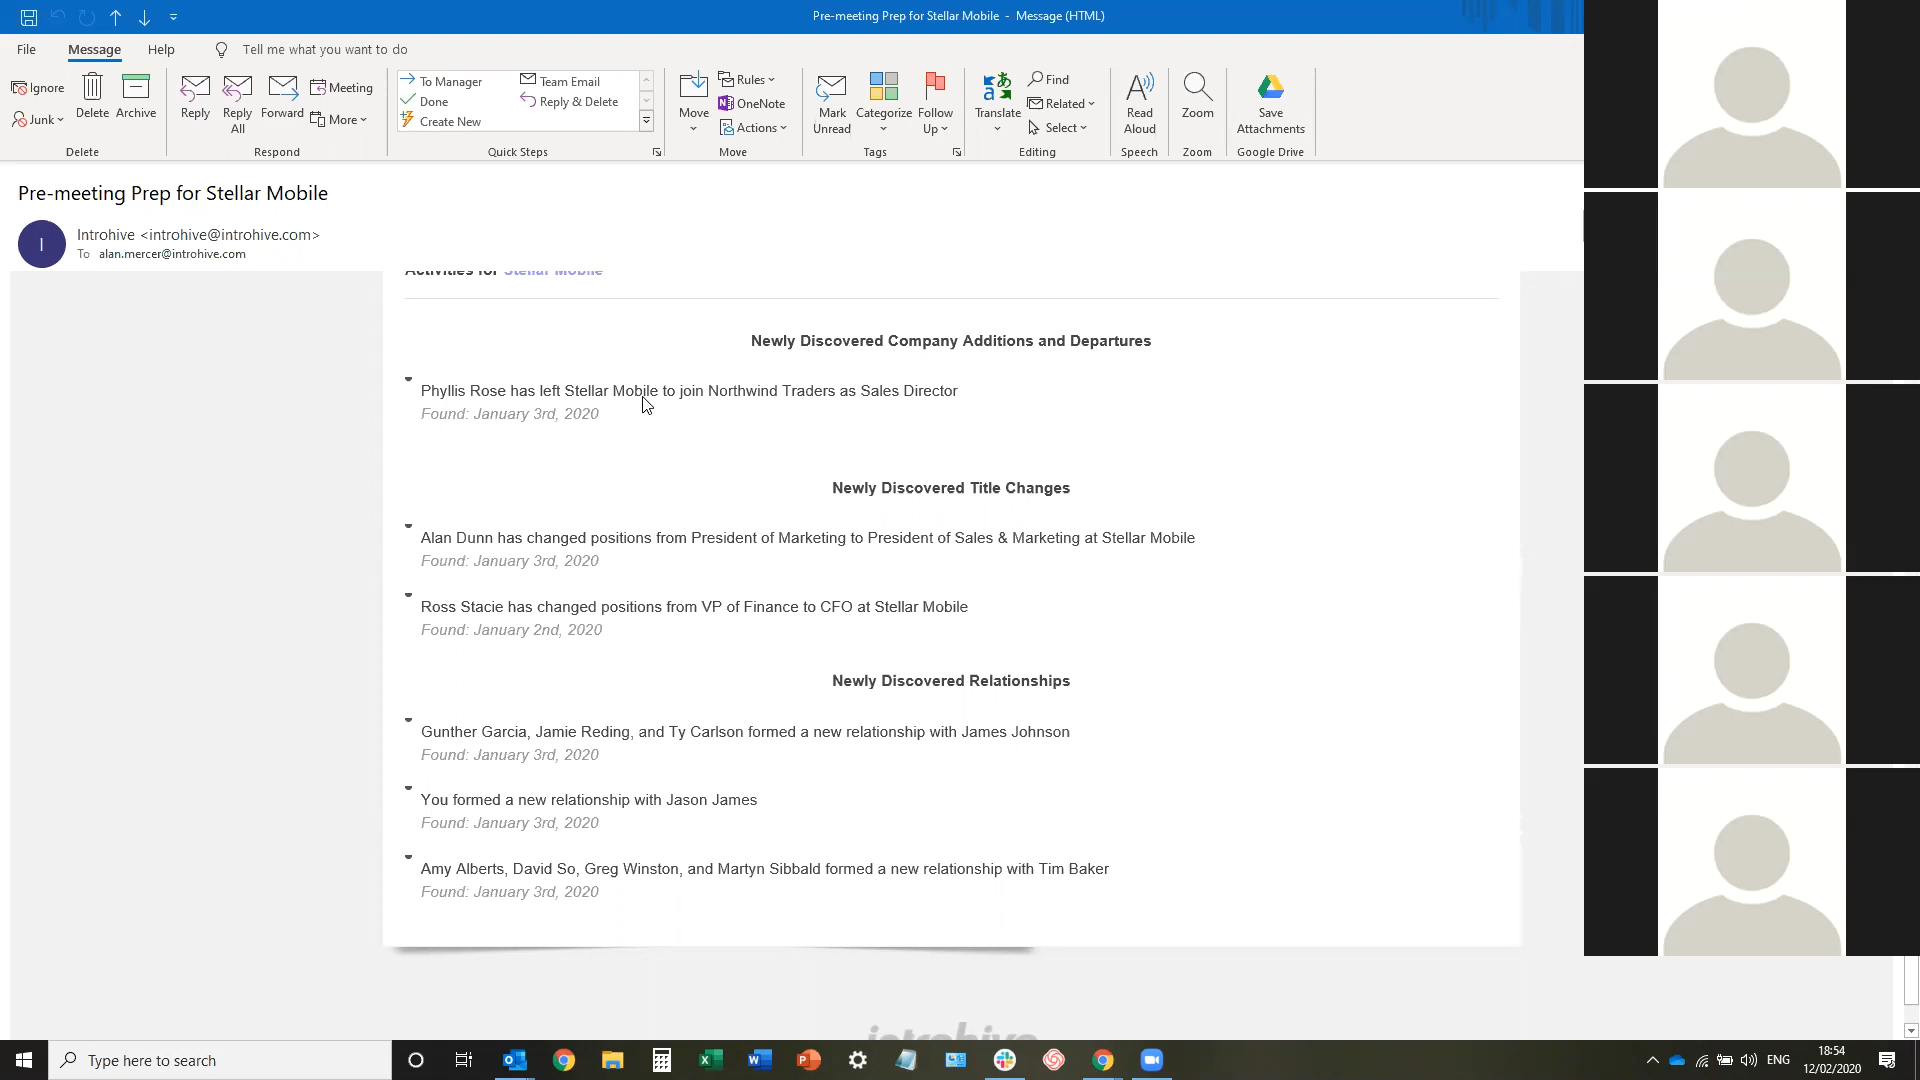 Pre-meeting Prep for Stellar Mobile - Message (HTML)
File Message Help Tell me what you want to do
Ignore
Junk
Delete
Archive
Delete
Reply
Reply All
Forward
Meeting
More
Respond
To Manager
Team Email
Done
Reply & Delete
Create New
Quick Steps
Move
Rules
OneNote
Actions
Move
Mark Unread
Categorize
Follow Up
Tags
Translate
Find
Related
Select
Editing
Read Aloud
Speech
Zoom
Zoom
Save Attachments
Google Drive
Pre-meeting Prep for Stellar Mobile
I
Introhive <introhive@introhive.com>
To alan.mercer@introhive.com
Activities for Stellar Mobile
Newly Discovered Company Additions and Departures
Phyllis Rose has left Stellar Mobile to join Northwind Traders as Sales Director
Found: January 3rd, 2020
Newly Discovered Title Changes
Alan Dunn has changed positions from President of Marketing to President of Sales & Marketing at Stellar Mobile
Found: January 3rd, 2020
Ross Stacie has changed positions from VP of Finance to CFO at Stellar Mobile
Found: January 2nd, 2020
Newly Discovered Relationships
Gunther Garcia, Jamie Reding, and Ty Carlson formed a new relationship with James Johnson
Found: January 3rd, 2020
You formed a new relationship with Jason James
Found: January 3rd, 2020
Amy Alberts, David So, Greg Winston, and Martyn Sibbald formed a new relationship with Tim Baker
Found: January 3rd, 2020
introhive
Type here to search
ENG
18:54
12/02/2020